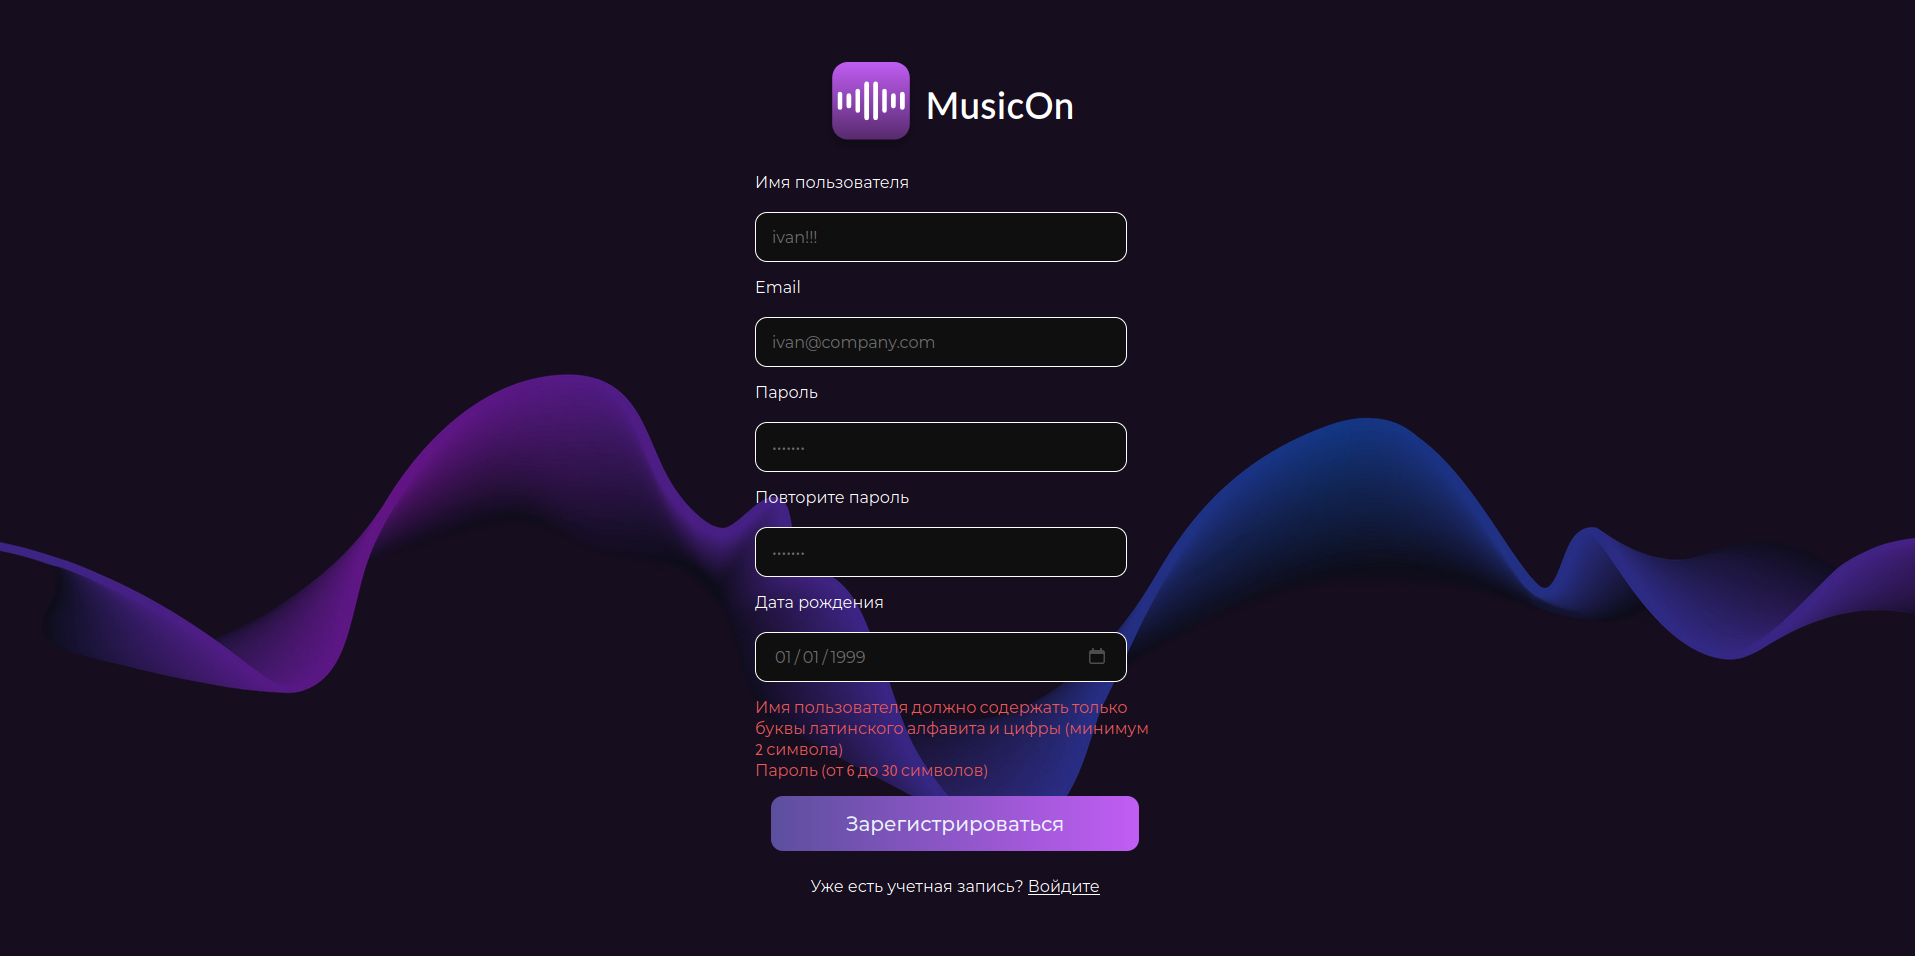 MusicOn
Имя пользователя
ivan!!!
Email
ivan@company.com
Пароль
•••••••
Повторите пароль
•••••••
Дата рождения
01 / 01 / 1999
Имя пользователя должно содержать только
буквы латинского алфавита и цифры (минимум
2 символа)
Пароль (от 6 до 30 символов)
Зарегистрироваться
Уже есть учетная запись? Войдите